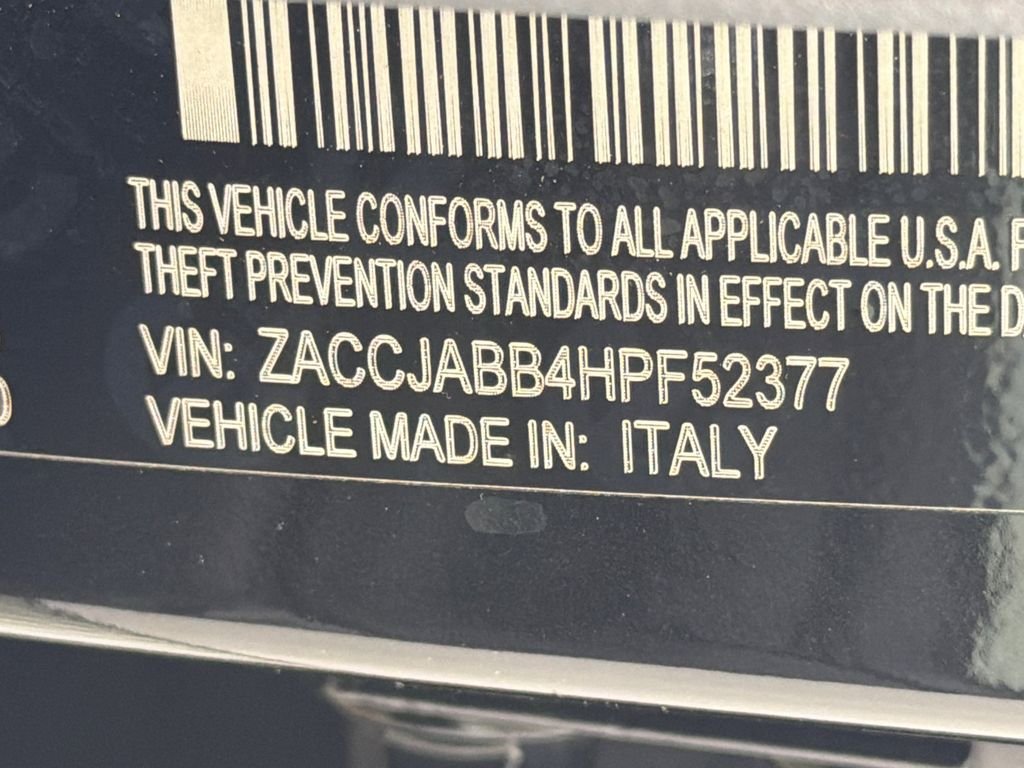 THIS VEHICLE CONFORMS TO ALL APPLICABLE U.S.A.
THEFT PREVENTION STANDARDS IN EFFECT ON THE
VIN: ZACCJABB4HPF52377
VEHICLE MADE IN: ITALY